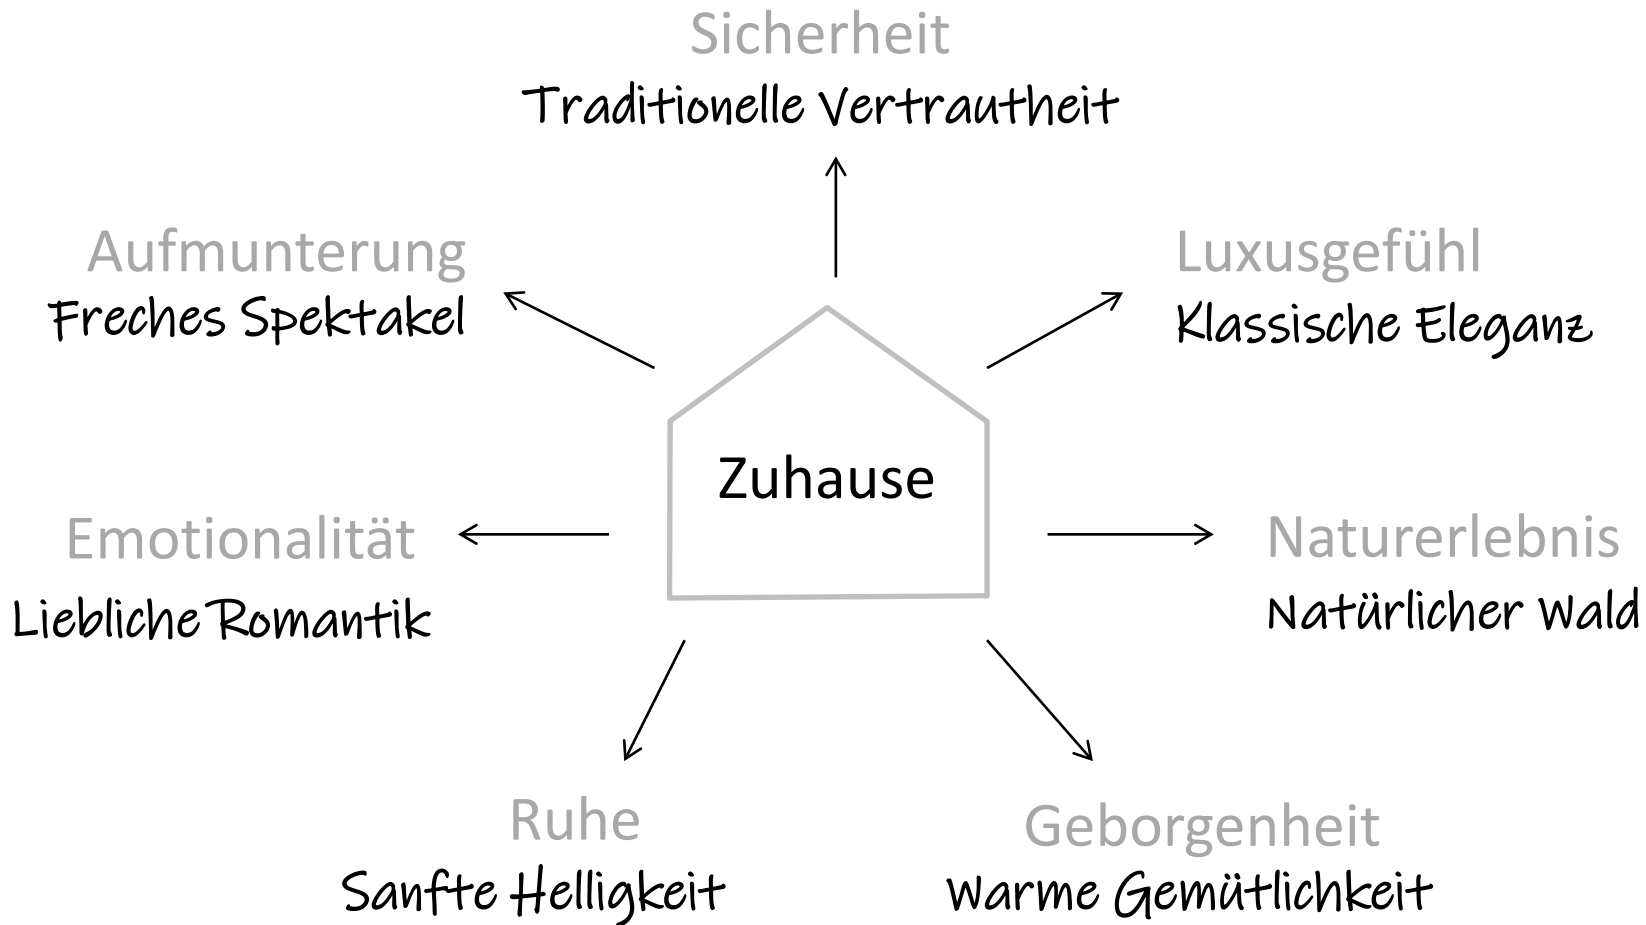 Sicherheit
Traditionelle Vertrautheit
Aufmunterung
Freches Spektakel
Luxusgefühl
Klassische Eleganz
Zuhause
Emotionalität
Liebliche Romantik
Naturerlebnis
Natürlicher Wald
Ruhe
Sanfte Helligkeit
Geborgenheit
Warme Gemütlichkeit